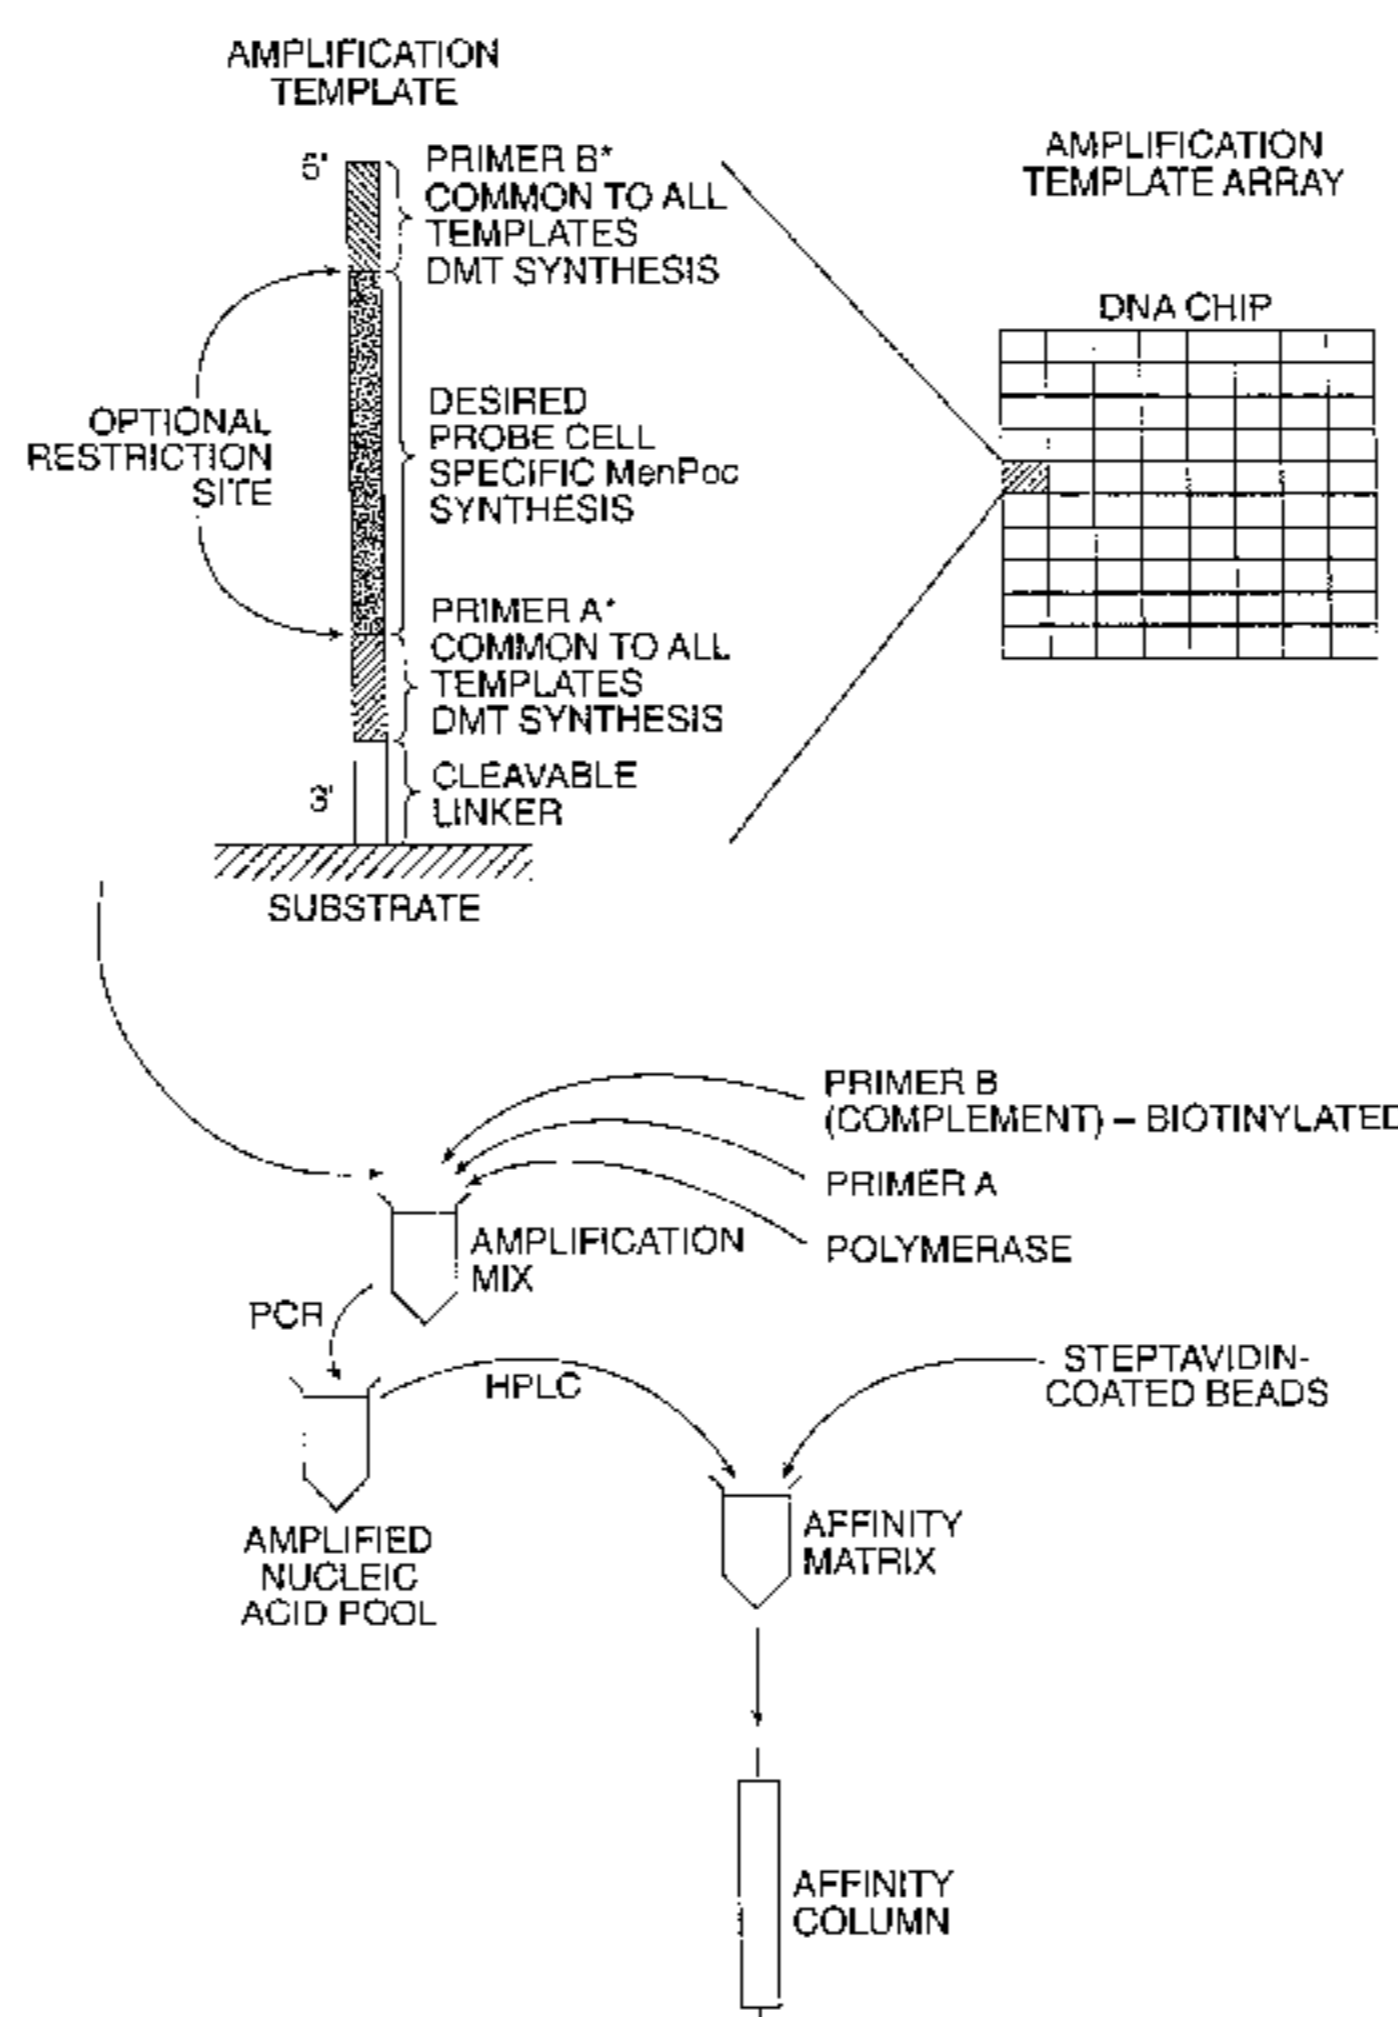 AMPLIFICATION
TEMPLATE
5'
PRIMER B*
COMMON TO ALL
TEMPLATES
DMT SYNTHESIS
OPTIONAL
RESTRICTION
SITE
DESIRED
PROBE CELL
SPECIFIC MenPoc
SYNTHESIS
PRIMER A*
COMMON TO ALL
TEMPLATES
DMT SYNTHESIS
3'
CLEAVABLE
LINKER
SUBSTRATE
AMPLIFICATION
TEMPLATE ARRAY
DNA CHIP
PRIMER B
(COMPLEMENT) – BIOTINYLATED
PRIMER A
POLYMERASE
AMPLIFICATION
MIX
PCR
HPLC
STEPTAVIDIN-
COATED BEADS
AMPLIFIED
NUCLEIC
ACID POOL
AFFINITY
MATRIX
AFFINITY
COLUMN